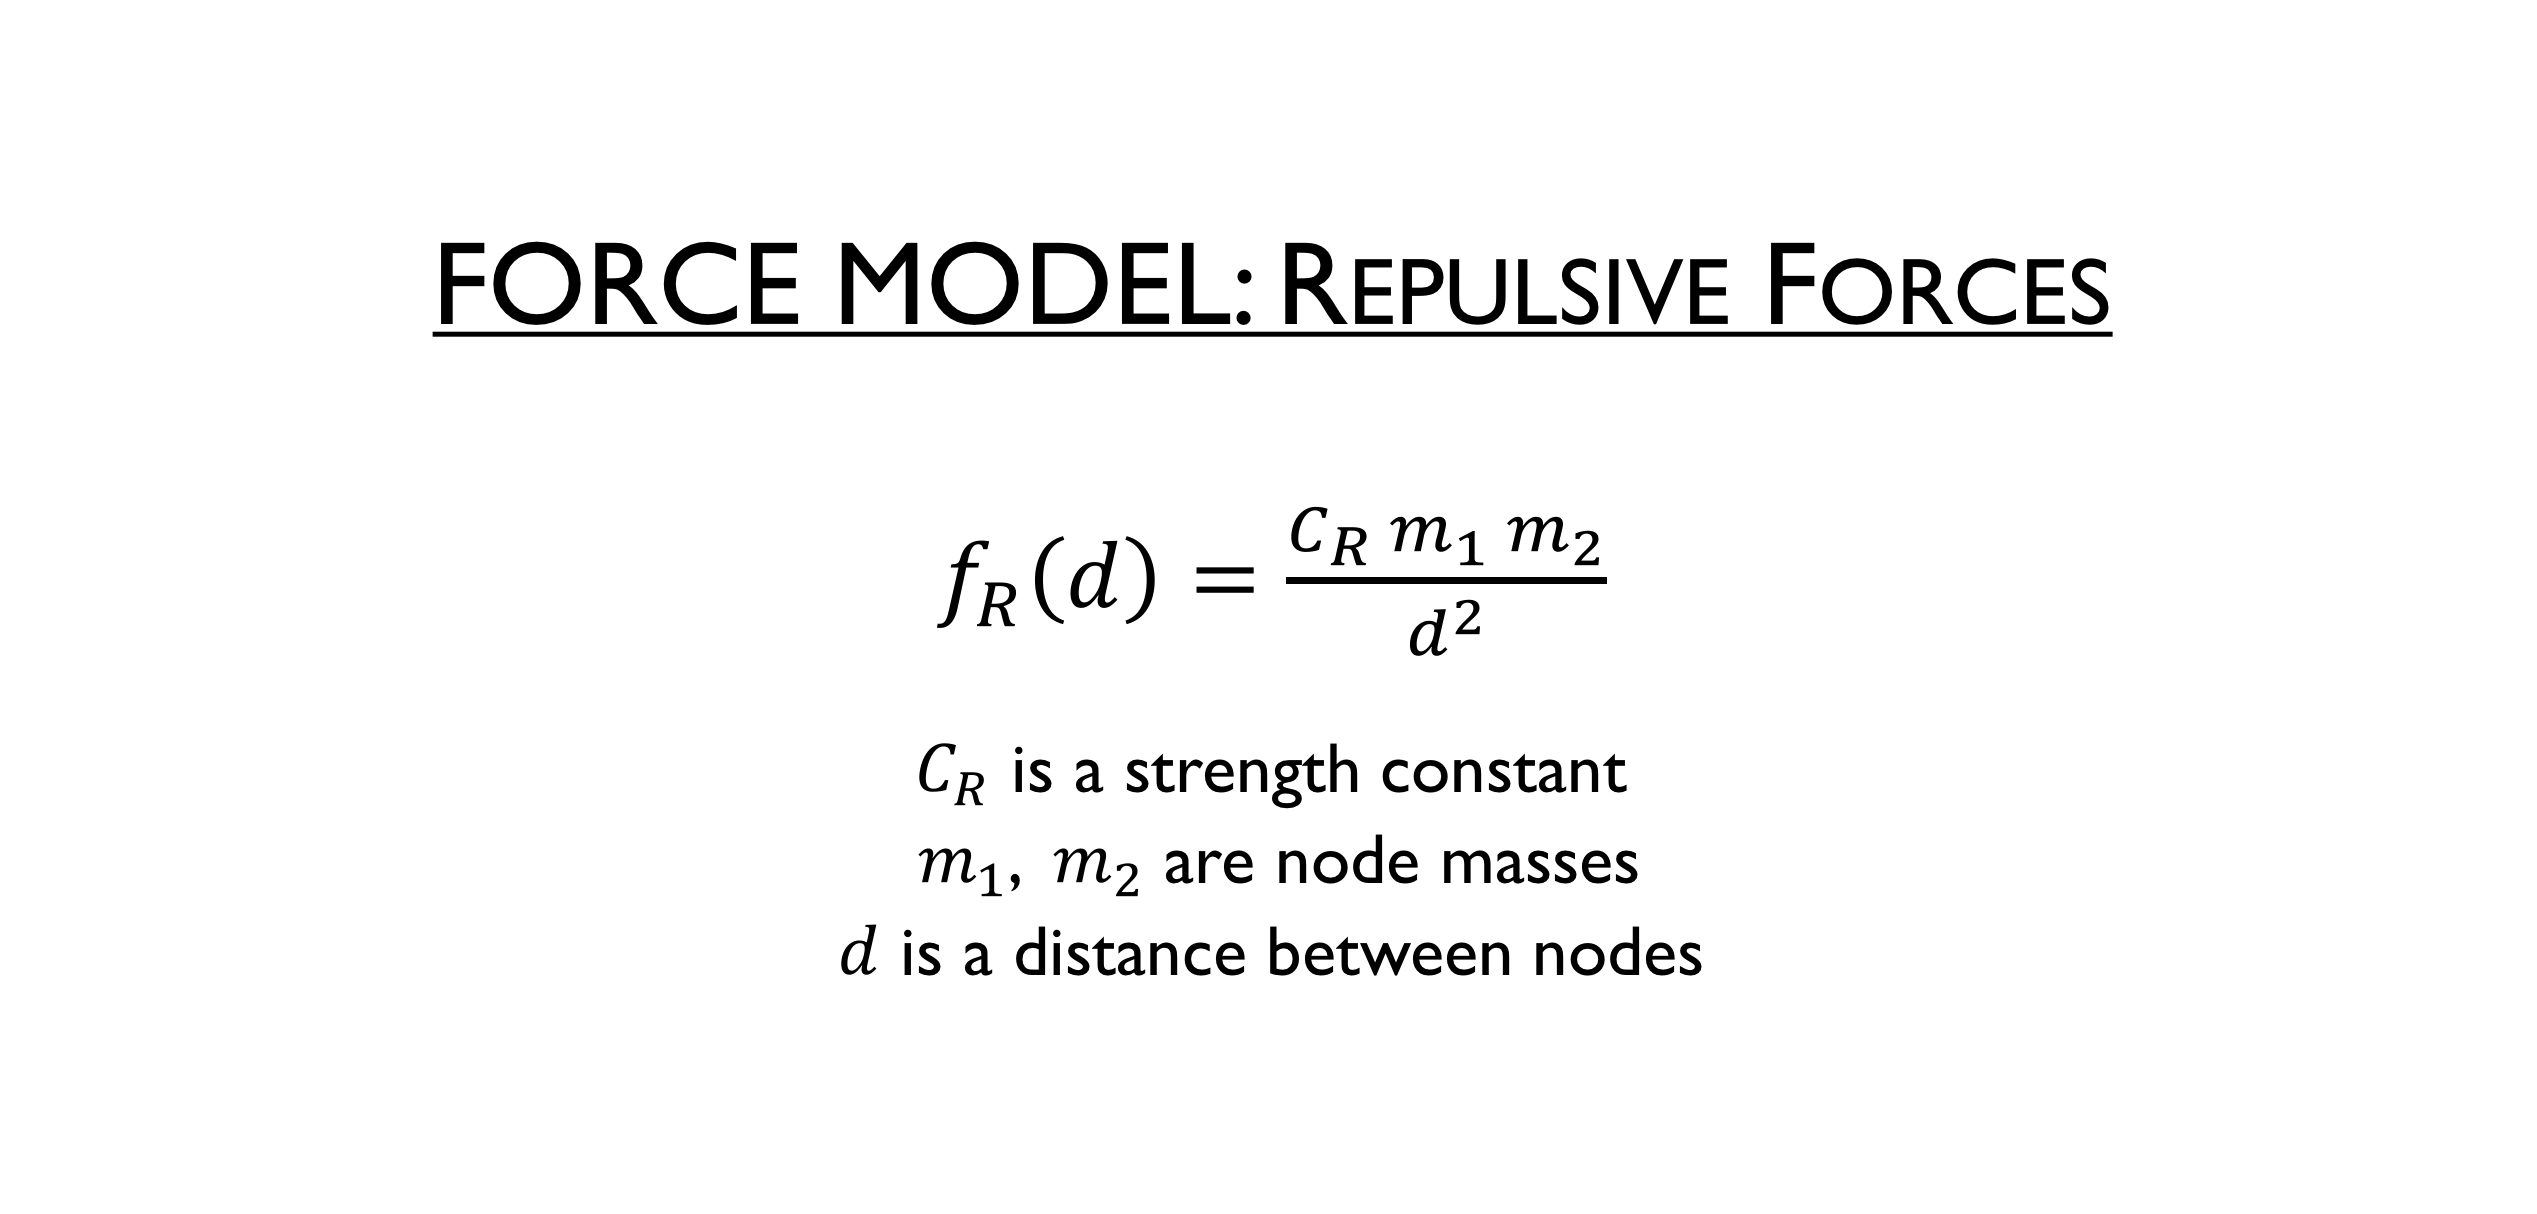 FORCE MODEL: REPULSIVE FORCES
f_R(d) = \frac{C_R m_1 m_2}{d^2}
C_R is a strength constant
m_1, m_2 are node masses
d is a distance between nodes